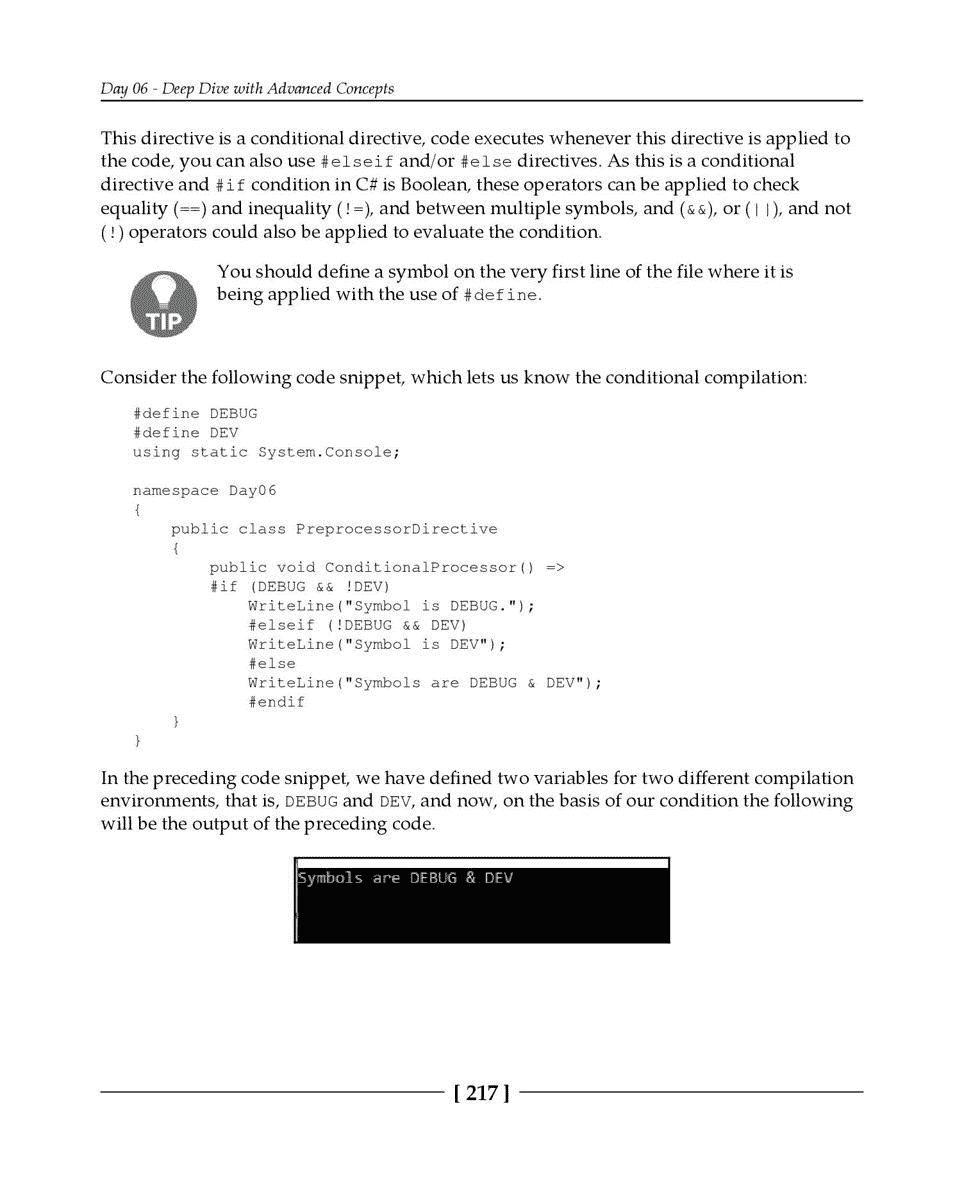 Day 06 - Deep Dive with Advanced Concepts
This directive is a conditional directive, code executes whenever this directive is applied to
the code, you can also use #elseif and/or #else directives. As this is a conditional
directive and #if condition in C# is Boolean, these operators can be applied to check
equality (==) and inequality (!=), and between multiple symbols, and (&&), or (||), and not
(!) operators could also be applied to evaluate the condition.
You should define a symbol on the very first line of the file where it is
being applied with the use of #define.
TIP
Consider the following code snippet, which lets us know the conditional compilation:
#define DEBUG
#define DEV
using static System.Console;
namespace Day06
{
public class PreprocessorDirective
{
public void ConditionalProcessor() =>
#if (DEBUG && !DEV)
WriteLine("Symbol is DEBUG.");
#elseif (!DEBUG && DEV)
WriteLine("Symbol is DEV");
#else
WriteLine("Symbols are DEBUG & DEV");
#endif
}
}
In the preceding code snippet, we have defined two variables for two different compilation
environments, that is, DEBUG and DEV, and now, on the basis of our condition the following
will be the output of the preceding code.
Symbols are DEBUG & DEV
[ 217 ]